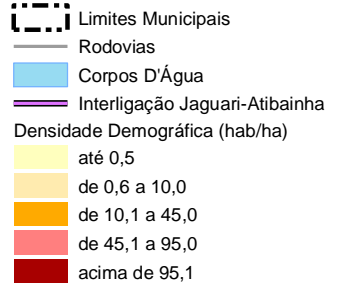 Limites Municipais
Rodovias
Corpos D'Água
Interligação Jaguari-Atibainha
Densidade Demográfica (hab/ha)
até 0,5
de 0,6 a 10,0
de 10,1 a 45,0
de 45,1 a 95,0
acima de 95,1